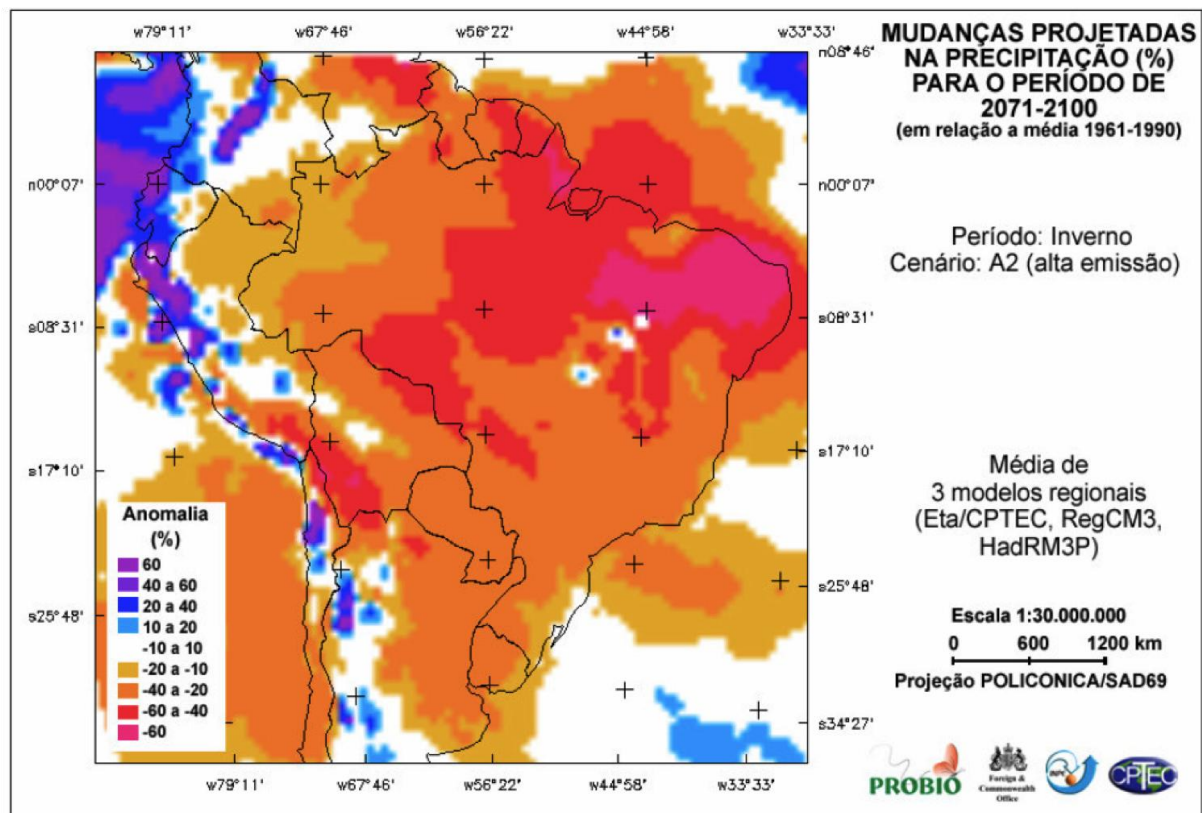 MUDANÇAS PROJETADAS
NA PRECIPITAÇÃO (%)
PARA O PERÍODO DE
2071-2100
(em relação a média 1961-1990)
Período: Inverno
Cenário: A2 (alta emissão)
Média de
3 modelos regionais
(Eta/CPTEC, RegCM3,
HadRM3P)
Escala 1:30.000.000
0 600 1200 km
Projeção POLICONICA/SAD69
PROBIO
Foreign &
Commonwealth
Office
INPE
CPTEC
w79°11' w67°46' w56°22' w44°58' w33°33'
n08°46'
n00°07' n00°07'
s08°31' s08°31'
s17°10' s17°10'
s25°48' s25°48'
s34°27'
w79°11' w67°46' w56°22' w44°58' w33°33'
Anomalia
(%)
60
40 a 60
20 a 40
10 a 20
-10 a 10
-20 a -10
-40 a -20
-60 a -40
-60